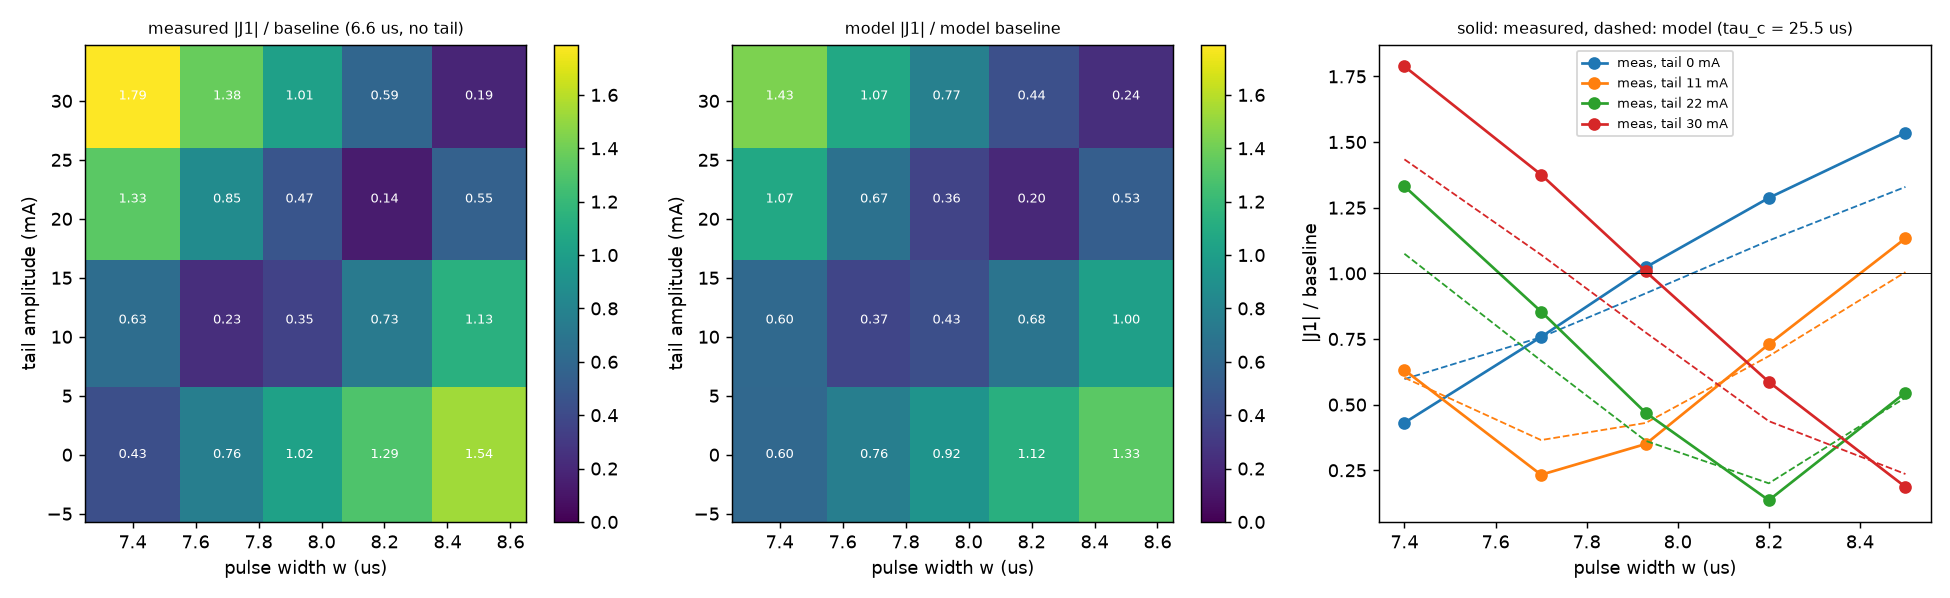 measured |J1| / baseline (6.6 us, no tail)
tail amplitude (mA)
30
25
20
15
10
5
0
−5
1.79 1.38 1.01 0.59 0.19
1.33 0.85 0.47 0.14 0.55
0.63 0.23 0.35 0.73 1.13
0.43 0.76 1.02 1.29 1.54
7.4 7.6 7.8 8.0 8.2 8.4 8.6
pulse width w (us)
1.6
1.4
1.2
1.0
0.8
0.6
0.4
0.2
0.0
model |J1| / model baseline
tail amplitude (mA)
30
25
20
15
10
5
0
−5
1.43 1.07 0.77 0.44 0.24
1.07 0.67 0.36 0.20 0.53
0.60 0.37 0.43 0.68 1.00
0.60 0.76 0.92 1.12 1.33
7.4 7.6 7.8 8.0 8.2 8.4 8.6
pulse width w (us)
1.6
1.4
1.2
1.0
0.8
0.6
0.4
0.2
0.0
solid: measured, dashed: model (tau_c = 25.5 us)
|J1| / baseline
1.75
1.50
1.25
1.00
0.75
0.50
0.25
meas, tail 0 mA
meas, tail 11 mA
meas, tail 22 mA
meas, tail 30 mA
7.4 7.6 7.8 8.0 8.2 8.4
pulse width w (us)